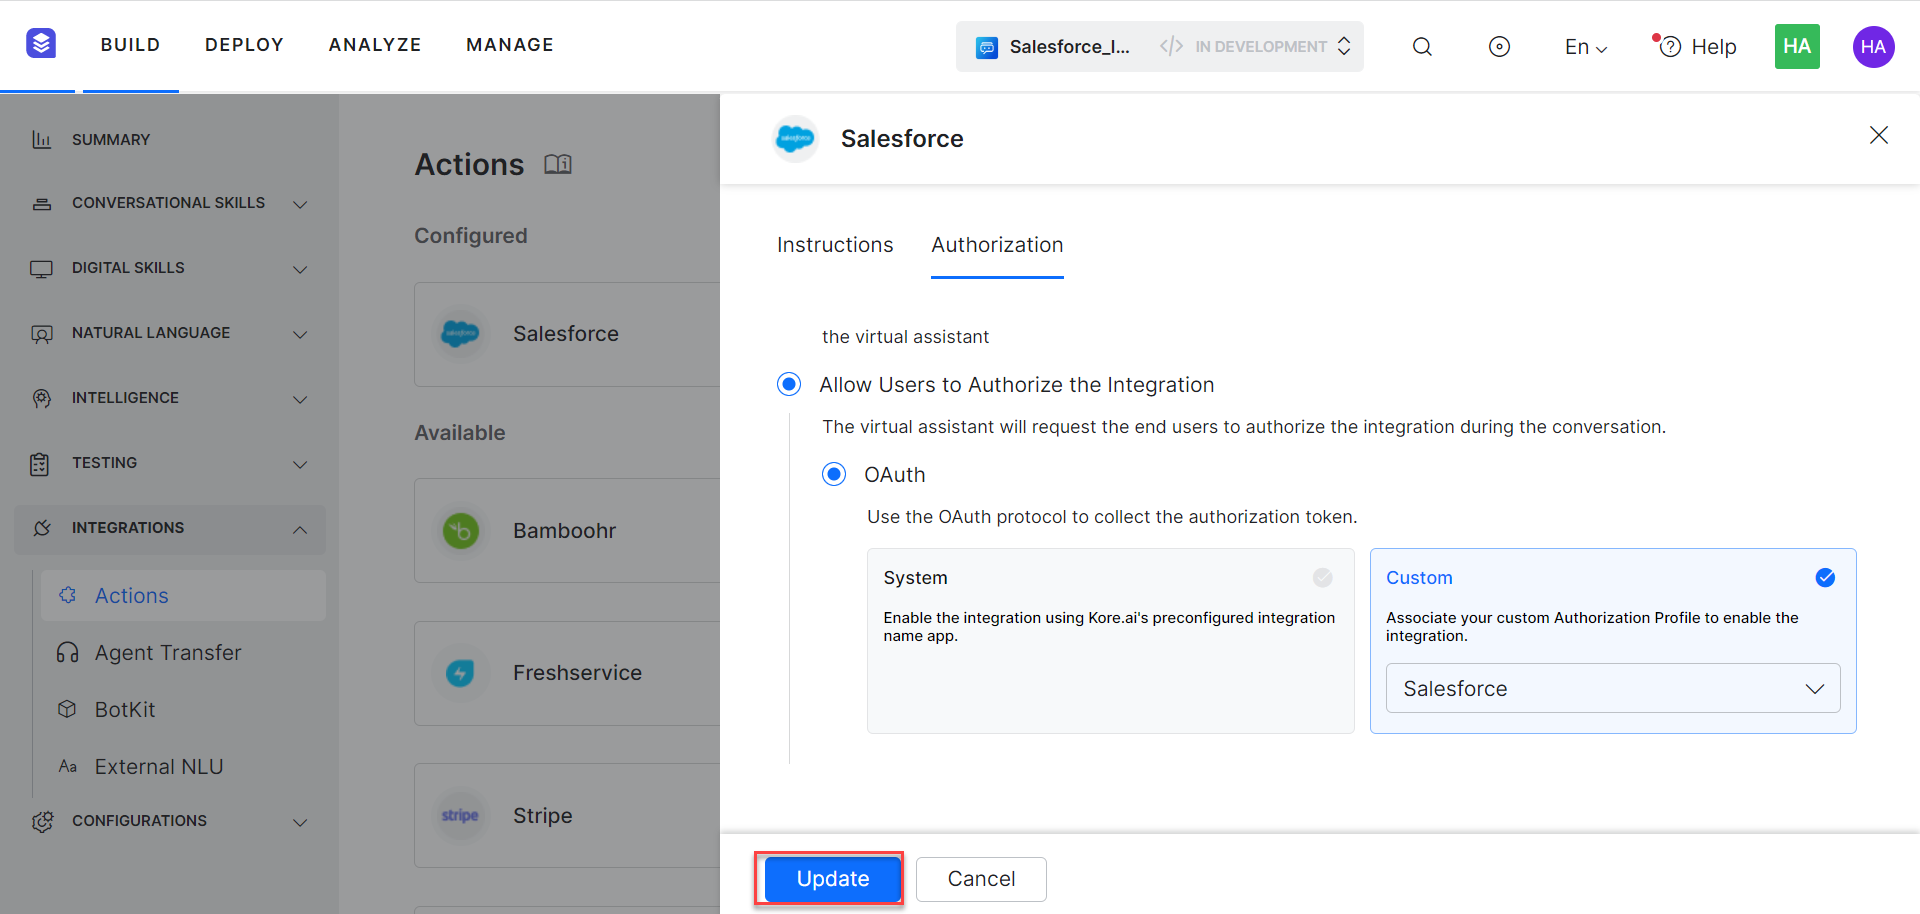 BUILD
DEPLOY
ANALYZE
MANAGE
Salesforce_I...
</> IN DEVELOPMENT
En
Help
HA
HA
SUMMARY
CONVERSATIONAL SKILLS
DIGITAL SKILLS
NATURAL LANGUAGE
INTELLIGENCE
TESTING
INTEGRATIONS
Actions
Agent Transfer
BotKit
Aa External NLU
CONFIGURATIONS
Actions
Configured
salesforce
Salesforce
Available
Bamboohr
Freshservice
stripe
Stripe
salesforce
Salesforce
Instructions
Authorization
the virtual assistant
Allow Users to Authorize the Integration
The virtual assistant will request the end users to authorize the integration during the conversation.
OAuth
Use the OAuth protocol to collect the authorization token.
System
Enable the integration using Kore.ai's preconfigured integration
name app.
Custom
Associate your custom Authorization Profile to enable the
integration.
Salesforce
Update
Cancel